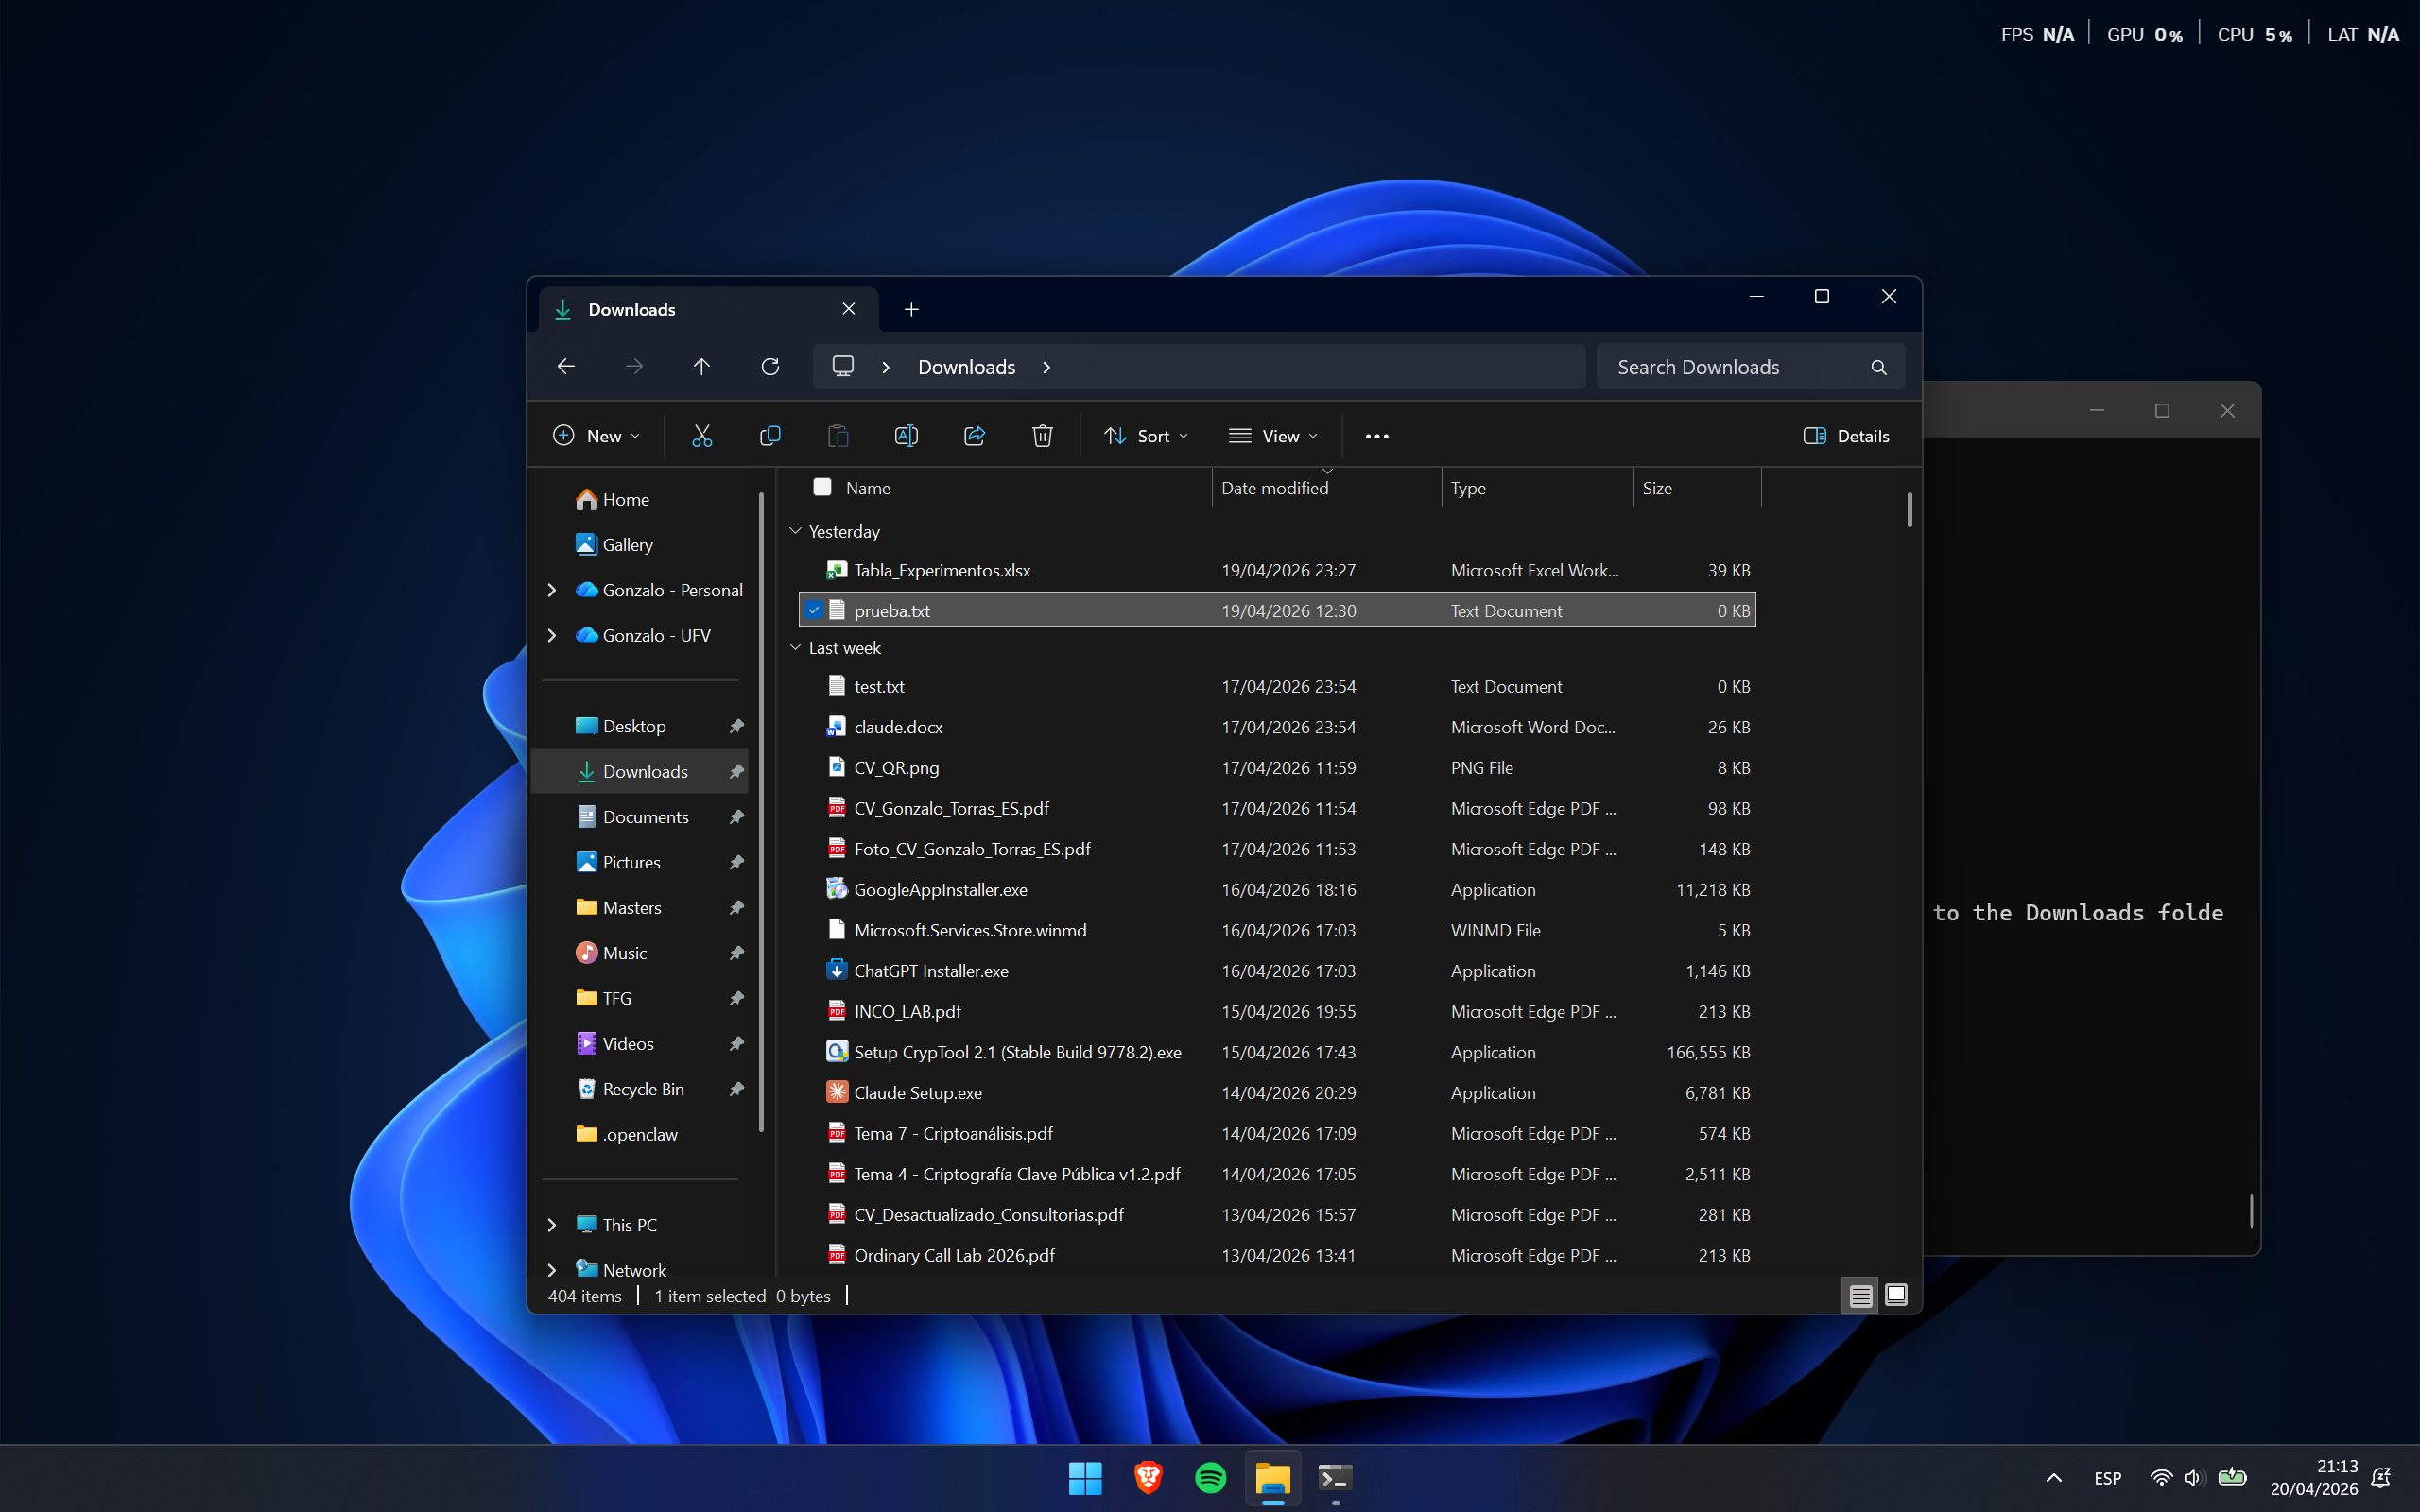 FPS N/A | GPU 0% | CPU 5% | LAT N/A
Downloads
Downloads
Search Downloads
New
Sort
View
Details
Home
Gallery
Gonzalo - Personal
Gonzalo - UFV
Desktop
Downloads
Documents
Pictures
Masters
Music
TFG
Videos
Recycle Bin
.openclaw
This PC
Network
Name Date modified Type Size
Yesterday
Tabla_Experimentos.xlsx 19/04/2026 23:27 Microsoft Excel Work... 39 KB
prueba.txt 19/04/2026 12:30 Text Document 0 KB
Last week
test.txt 17/04/2026 23:54 Text Document 0 KB
claude.docx 17/04/2026 23:54 Microsoft Word Doc... 26 KB
CV_QR.png 17/04/2026 11:59 PNG File 8 KB
CV_Gonzalo_Torras_ES.pdf 17/04/2026 11:54 Microsoft Edge PDF ... 98 KB
Foto_CV_Gonzalo_Torras_ES.pdf 17/04/2026 11:53 Microsoft Edge PDF ... 148 KB
GoogleAppInstaller.exe 16/04/2026 18:16 Application 11,218 KB
Microsoft.Services.Store.winmd 16/04/2026 17:03 WINMD File 5 KB
ChatGPT Installer.exe 16/04/2026 17:03 Application 1,146 KB
INCO_LAB.pdf 15/04/2026 19:55 Microsoft Edge PDF ... 213 KB
Setup CrypTool 2.1 (Stable Build 9778.2).exe 15/04/2026 17:43 Application 166,555 KB
Claude Setup.exe 14/04/2026 20:29 Application 6,781 KB
Tema 7 - Criptoanálisis.pdf 14/04/2026 17:09 Microsoft Edge PDF ... 574 KB
Tema 4 - Criptografía Clave Pública v1.2.pdf 14/04/2026 17:05 Microsoft Edge PDF ... 2,511 KB
CV_Desactualizado_Consultorias.pdf 13/04/2026 15:57 Microsoft Edge PDF ... 281 KB
Ordinary Call Lab 2026.pdf 13/04/2026 13:41 Microsoft Edge PDF ... 213 KB
404 items | 1 item selected 0 bytes |
to the Downloads folde
ESP
21:13
20/04/2026